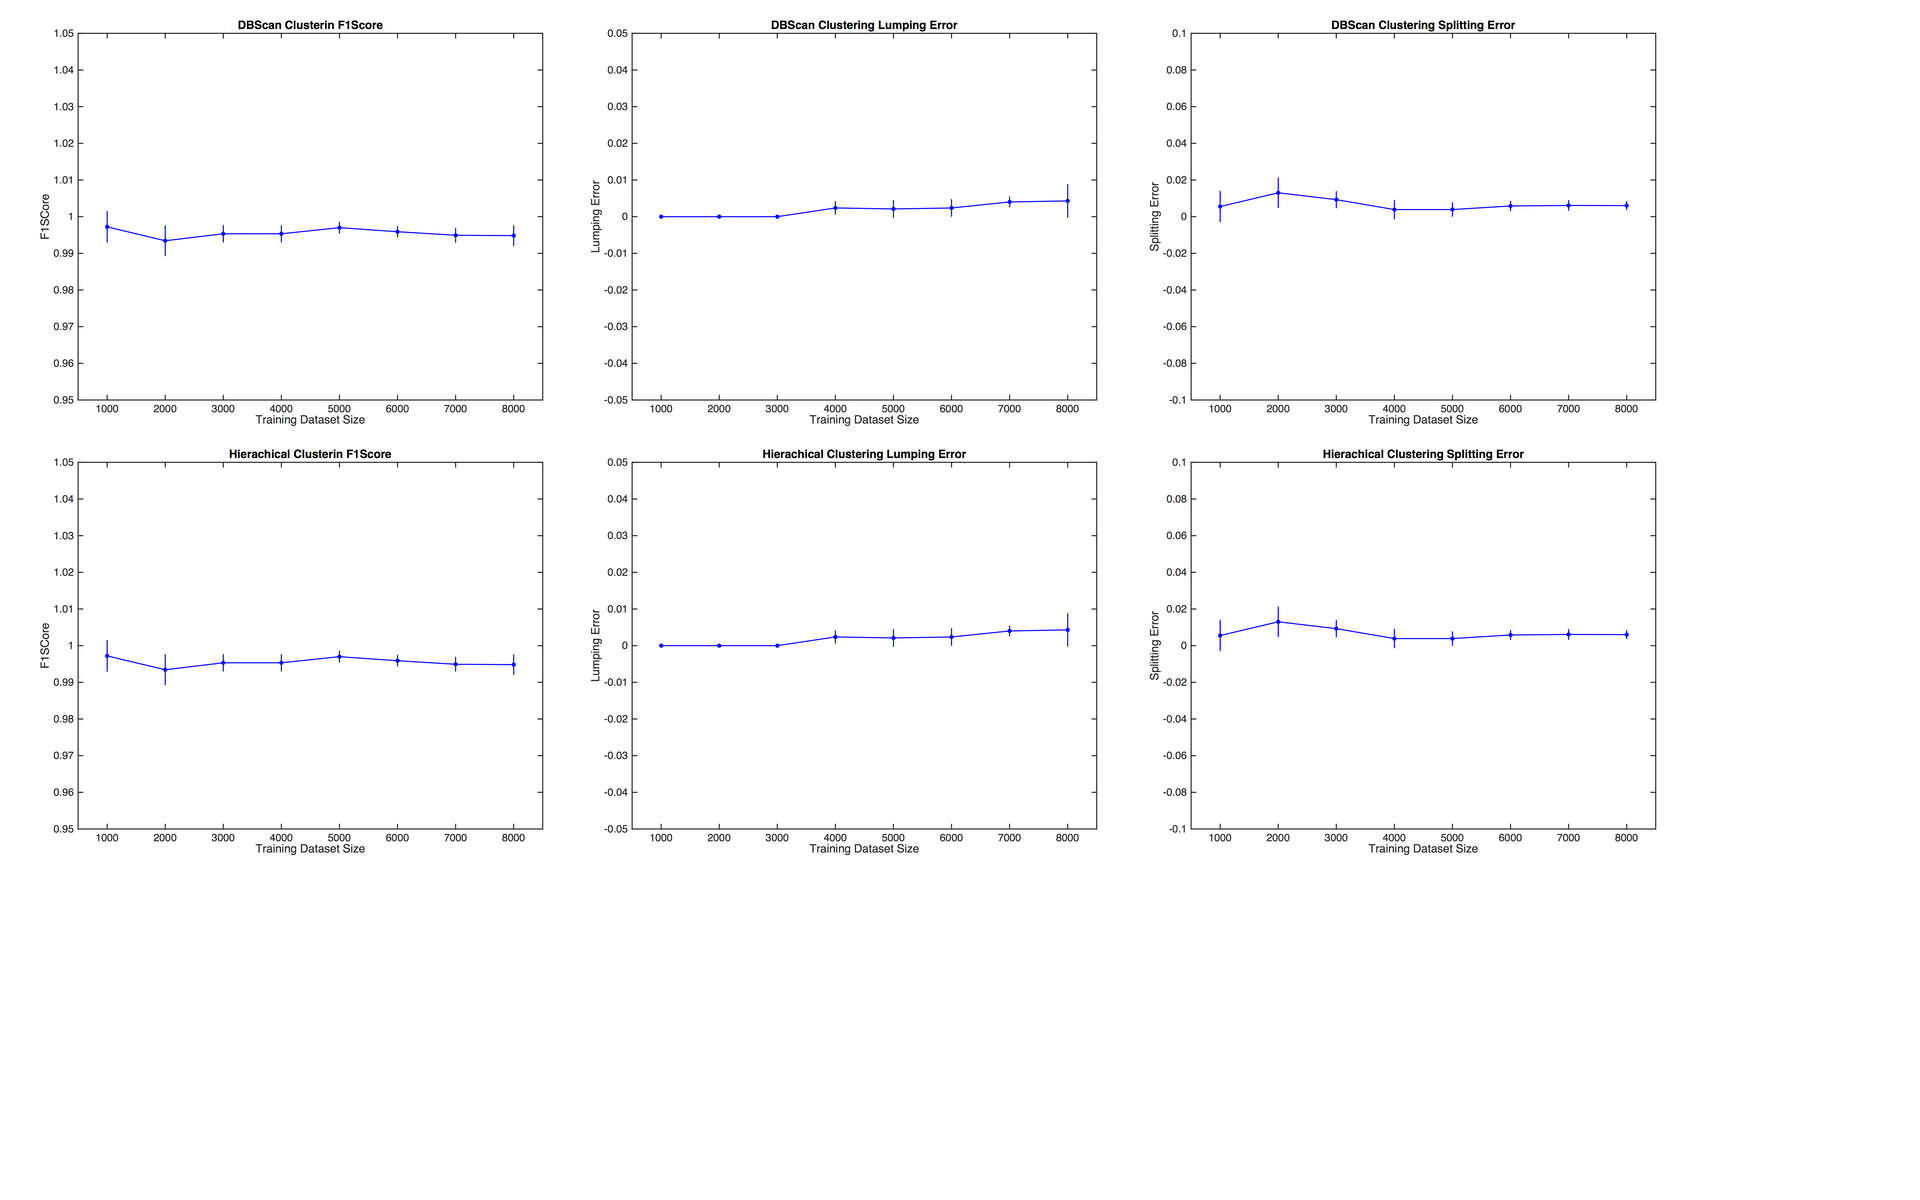 DBScan Clusterin F1Score
1.05
1.04
1.03
1.02
1.01
1
0.99
0.98
0.97
0.96
0.95
F1SCore
1000 2000 3000 4000 5000 6000 7000 8000
Training Dataset Size
DBScan Clustering Lumping Error
0.05
0.04
0.03
0.02
0.01
0
-0.01
-0.02
-0.03
-0.04
-0.05
Lumping Error
1000 2000 3000 4000 5000 6000 7000 8000
Training Dataset Size
DBScan Clustering Splitting Error
0.1
0.08
0.06
0.04
0.02
0
-0.02
-0.04
-0.06
-0.08
-0.1
Splitting Error
1000 2000 3000 4000 5000 6000 7000 8000
Training Dataset Size
Hierachical Clusterin F1Score
1.05
1.04
1.03
1.02
1.01
1
0.99
0.98
0.97
0.96
0.95
F1SCore
1000 2000 3000 4000 5000 6000 7000 8000
Training Dataset Size
Hierachical Clustering Lumping Error
0.05
0.04
0.03
0.02
0.01
0
-0.01
-0.02
-0.03
-0.04
-0.05
Lumping Error
1000 2000 3000 4000 5000 6000 7000 8000
Training Dataset Size
Hierachical Clustering Splitting Error
0.1
0.08
0.06
0.04
0.02
0
-0.02
-0.04
-0.06
-0.08
-0.1
Splitting Error
1000 2000 3000 4000 5000 6000 7000 8000
Training Dataset Size